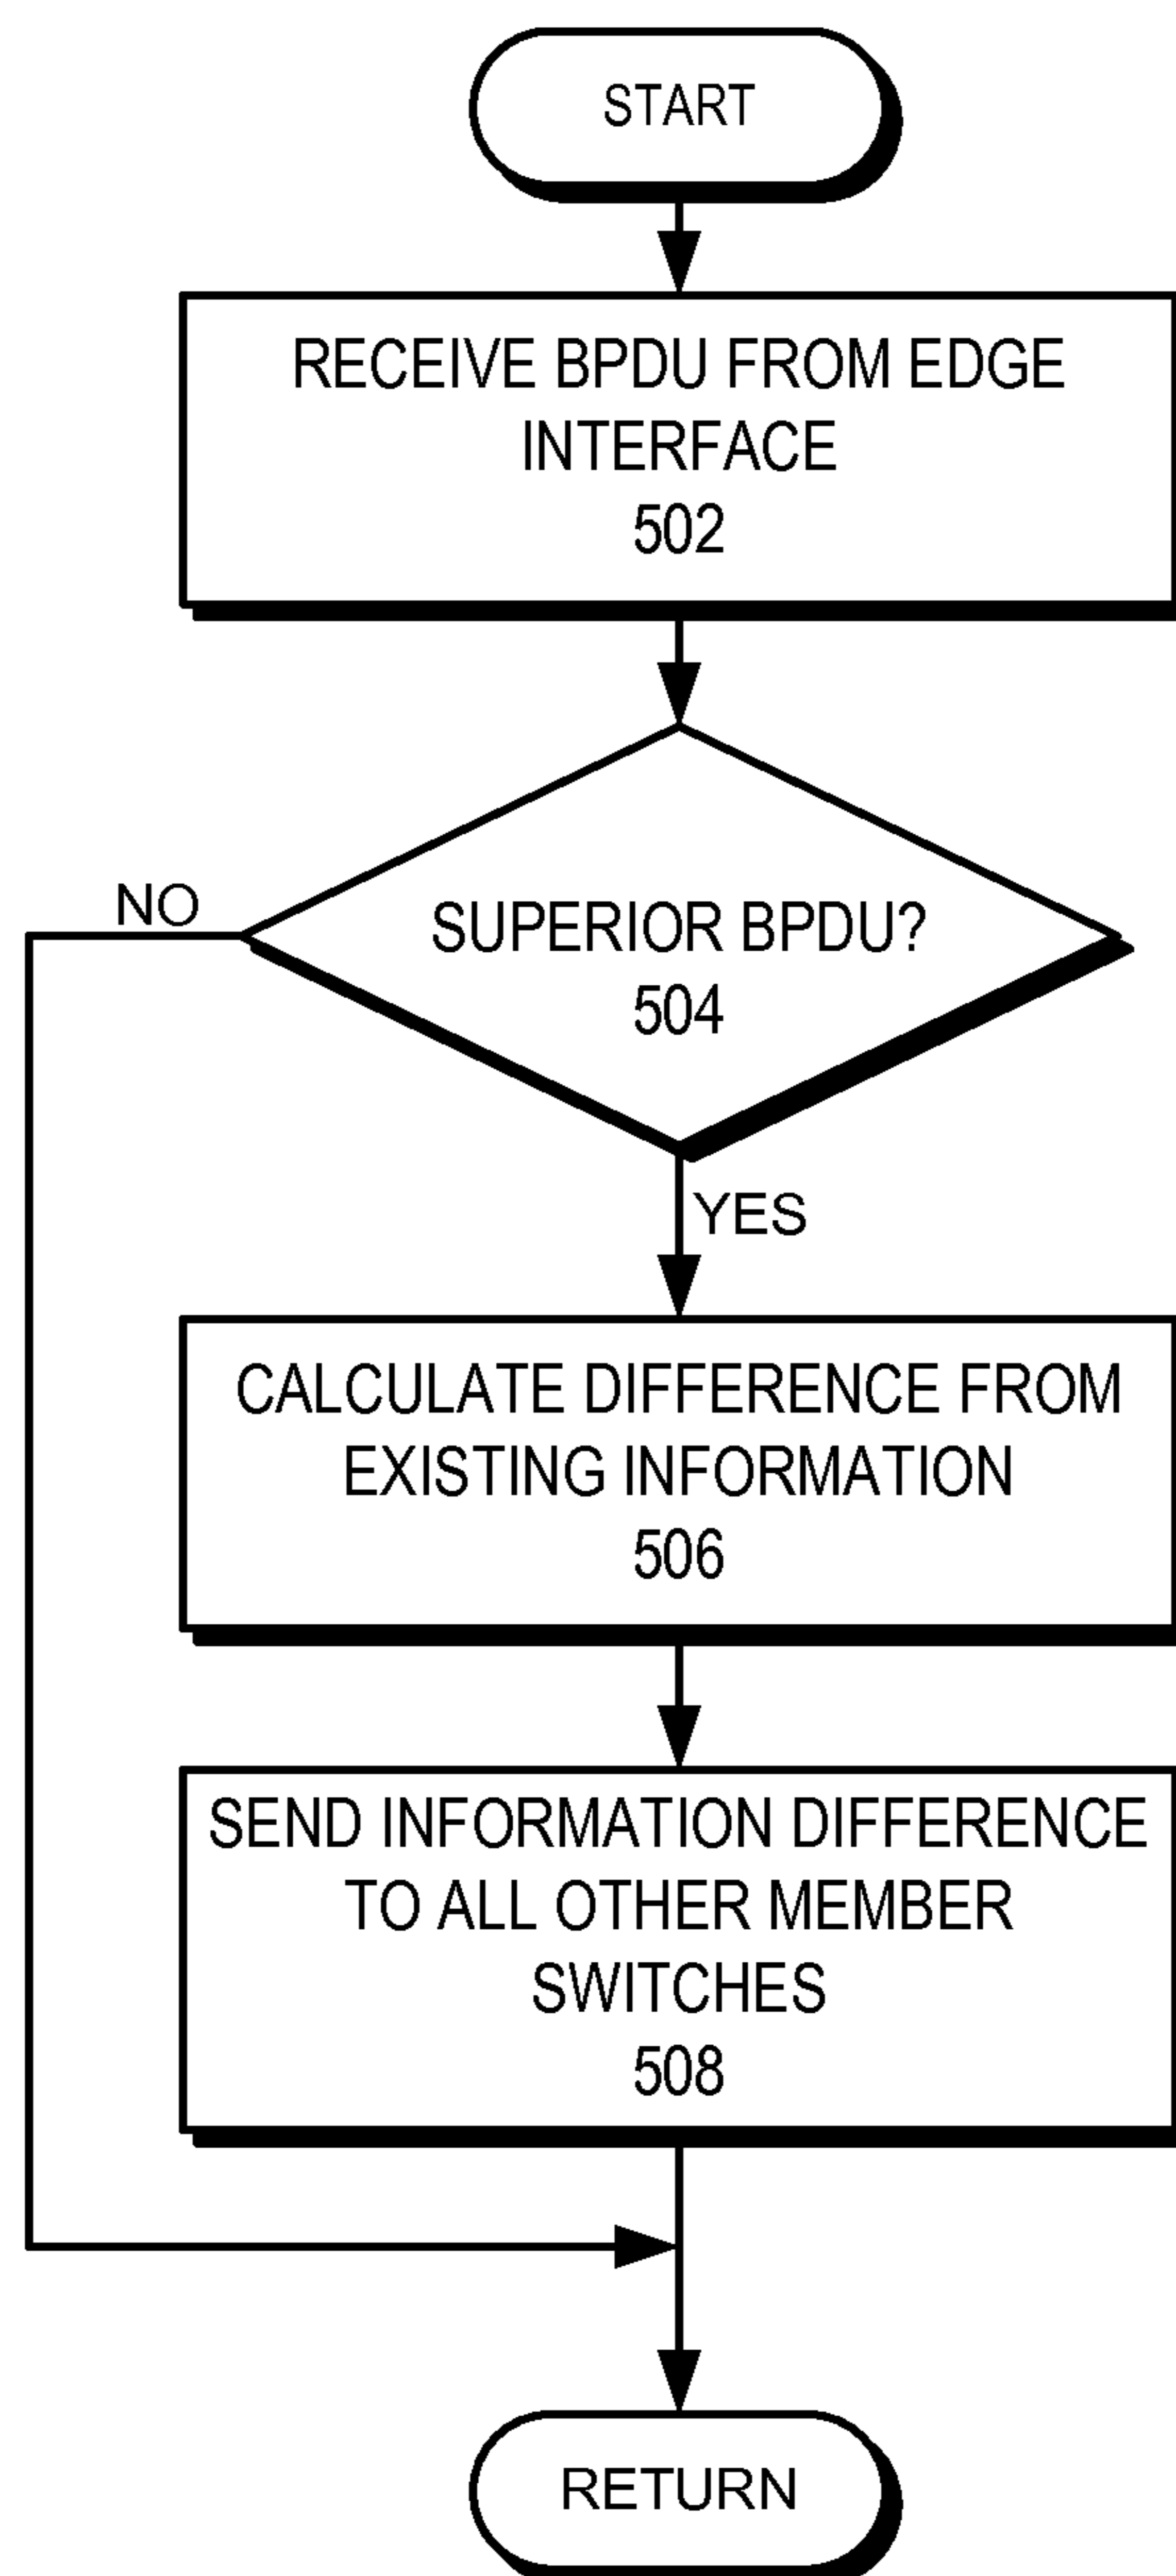 START
RECEIVE BPDU FROM EDGE
INTERFACE
502
NO
SUPERIOR BPDU?
504
YES
CALCULATE DIFFERENCE FROM
EXISTING INFORMATION
506
SEND INFORMATION DIFFERENCE
TO ALL OTHER MEMBER
SWITCHES
508
RETURN